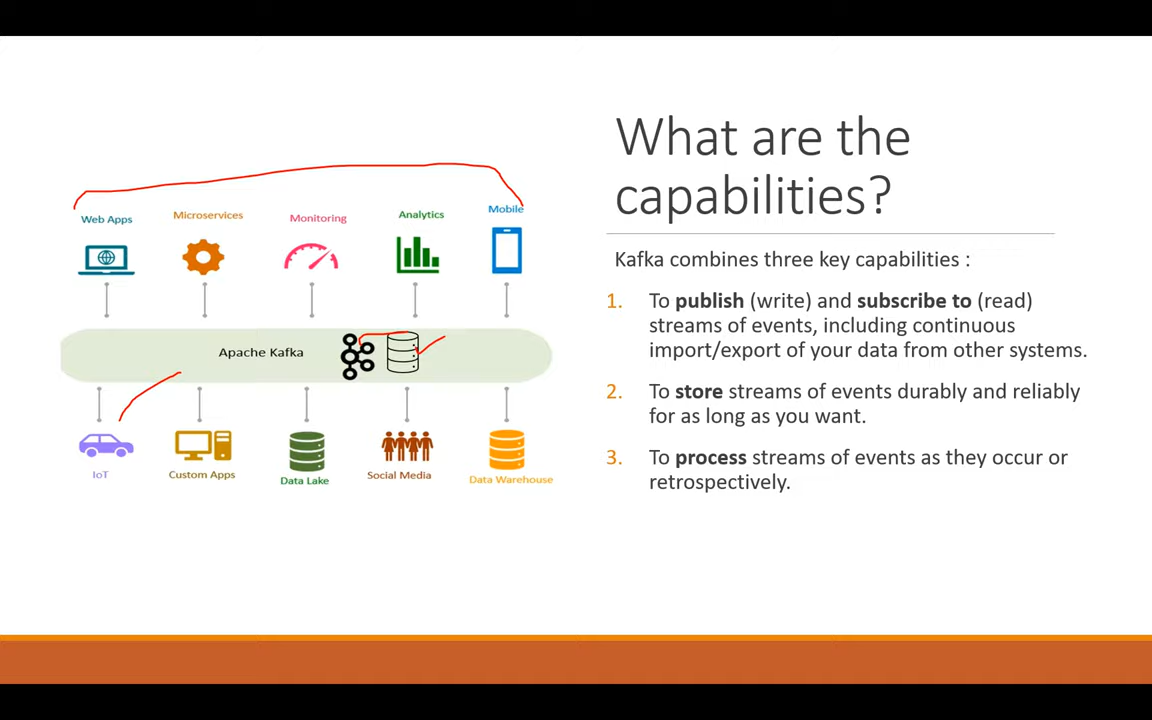 What are the
capabilities?
Web Apps
Microservices
Monitoring
Analytics
Mobile
Apache Kafka
IoT
Custom Apps
Data Lake
Social Media
Data Warehouse
Kafka combines three key capabilities :
1. To publish (write) and subscribe to (read)
streams of events, including continuous
import/export of your data from other systems.
2. To store streams of events durably and reliably
for as long as you want.
3. To process streams of events as they occur or
retrospectively.